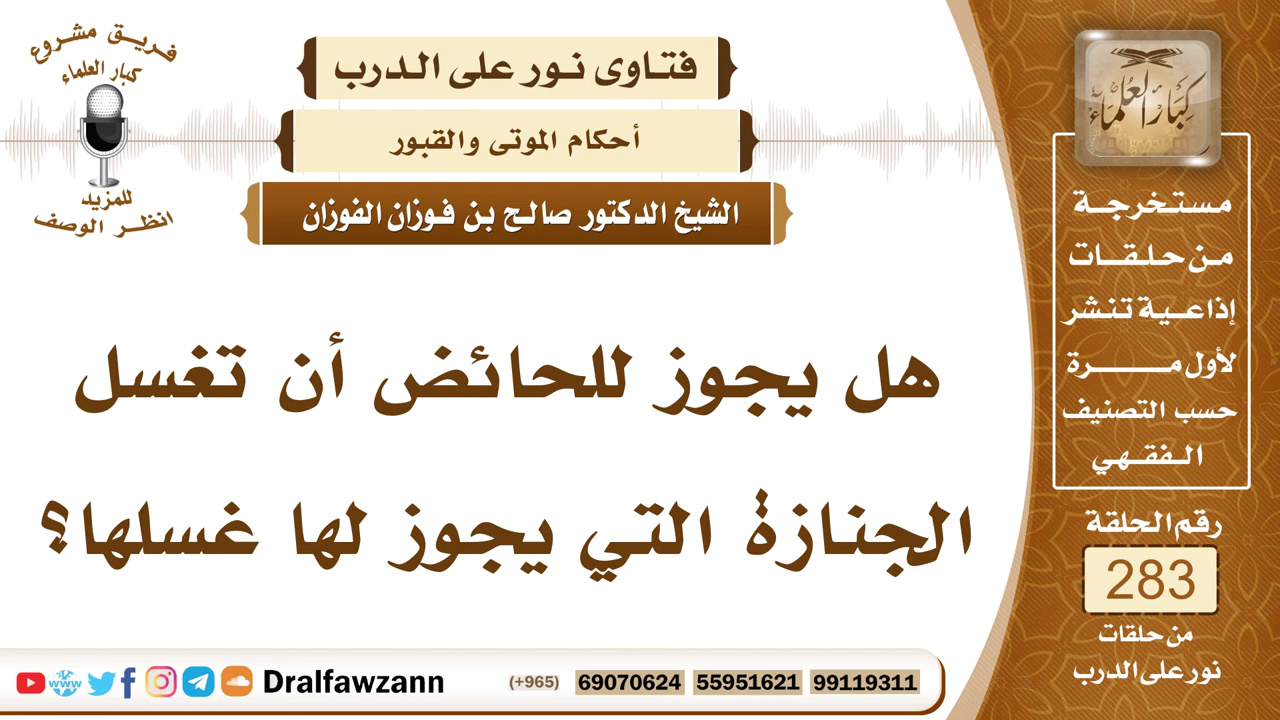 فريق مشروع
كبار العلماء
للمزيد
انظر الوصف
فتاوى نور على الدرب
أحكام الموتى والقبور
الشيخ الدكتور صالح بن فوزان الفوزان
هل يجوز للحائض أن تغسل
الجنازة التي يجوز لها غسلها؟
كبار العلماء
مستخرجة
من حلقات
إذاعية تنشر
لأول مرة
حسب التصنيف
الفقهي
رقم الحلقة
283
من حلقات
نور على الدرب
www
Dralfawzann (+965) 69070624 55951621 99119311